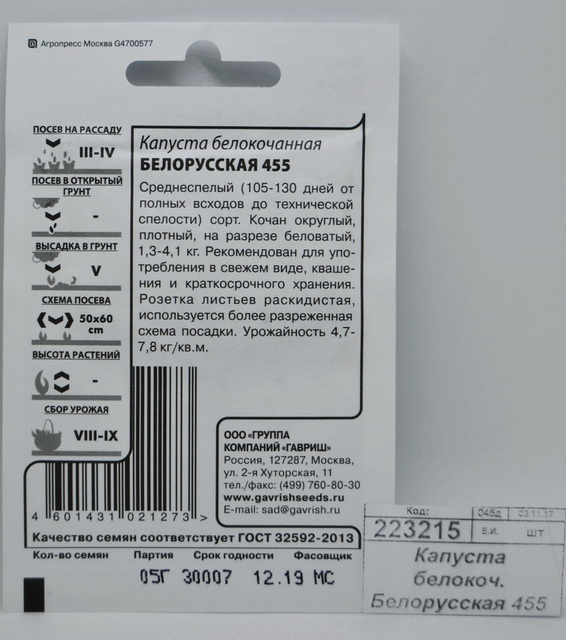 Агропресс Москва G4700577
ПОСЕВ НА РАССАДУ
III-IV
ПОСЕВ В ОТКРЫТЫЙ
ГРУНТ
-
ВЫСАДКА В ГРУНТ
V
СХЕМА ПОСЕВА
50x60
cm
ВЫСОТА РАСТЕНИЙ
-
СБОР УРОЖАЯ
VIII-IX
Капуста белокочанная
БЕЛОРУССКАЯ 455
Среднеспелый (105-130 дней от
полных всходов до технической
спелости) сорт. Кочан округлый,
плотный, на разрезе беловатый,
1,3-4,1 кг. Рекомендован для упо-
требления в свежем виде, кваше-
ния и краткосрочного хранения.
Розетка листьев раскидистая,
используется более разреженная
схема посадки. Урожайность 4,7-
7,8 кг/кв.м.
ООО «ГРУППА
КОМПАНИЙ «ГАВРИШ»
Россия, 127287, Москва,
ул. 2-я Хуторская, 11
тел./факс: (499) 760-80-30
www.gavrishseeds.ru
E-mail: sad@gavrish.ru
4 601431 021273 >
Качество семян соответствует ГОСТ 32592-2013
Кол-во семян Партия Срок годности Фасовщик
05Г 30007 12.19 МС
Код: 045д 03.11.17
223215 Е.И. шт
Капуста
белокоч.
Белорусская 455